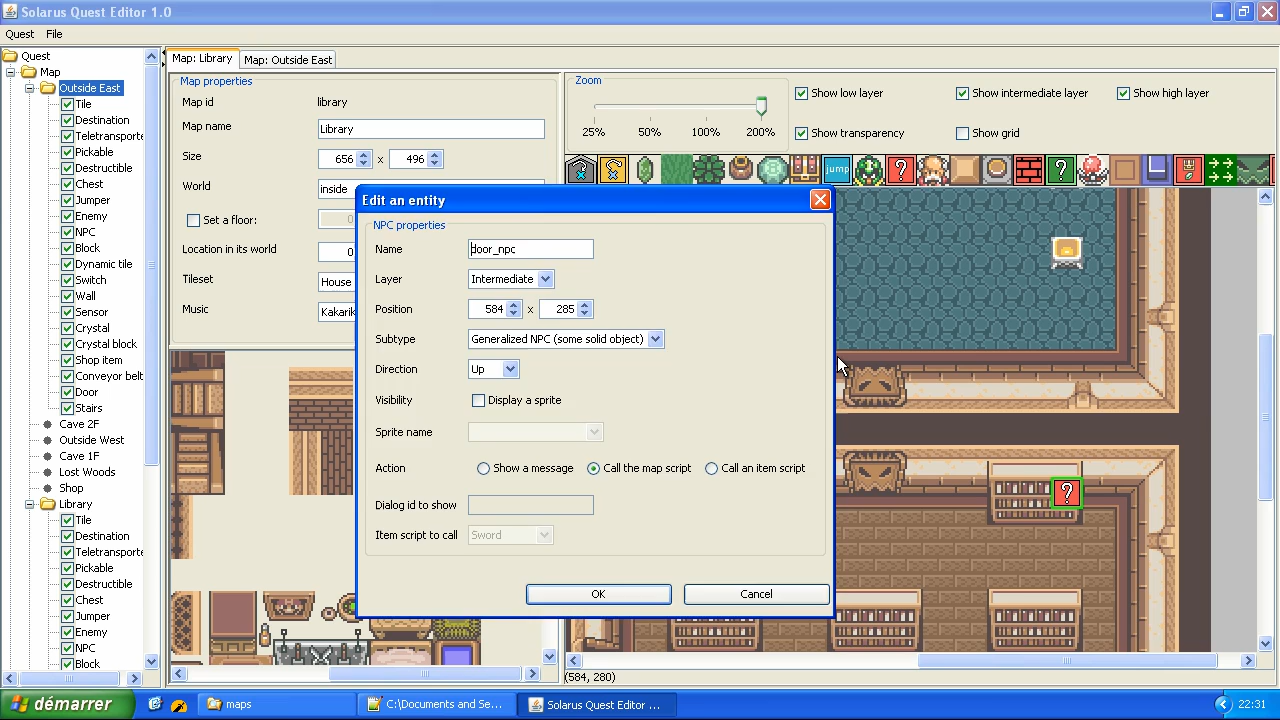 Solarus Quest Editor 1.0
Quest File
Quest
Map
Outside East
Tile
Destination
Teletransporte
Pickable
Destructible
Chest
Jumper
Enemy
NPC
Block
Dynamic tile
Switch
Wall
Sensor
Crystal
Crystal block
Shop item
Conveyor belt
Door
Stairs
Cave 2F
Outside West
Cave 1F
Lost Woods
Shop
Library
Tile
Destination
Teletransporte
Pickable
Destructible
Chest
Jumper
Enemy
NPC
Block
Map: Library Map: Outside East
Map properties
Map id library
Map name Library
Size 656 x 496
World Inside
Set a floor: 0
Location in its world 0
Tileset House
Music Kakarik
Zoom
25% 50% 100% 200%
Show low layer Show intermediate layer Show high layer
Show transparency Show grid
jump ? ?
Edit an entity
NPC properties
Name door_npc
Layer Intermediate
Position 584 x 285
Subtype Generalized NPC (some solid object)
Direction Up
Visibility Display a sprite
Sprite name
Action Show a message Call the map script Call an item script
Dialog id to show
Item script to call Sword
OK Cancel
?
(584, 280)
démarrer maps C:\Documents and Se... Solarus Quest Editor ... 22:31